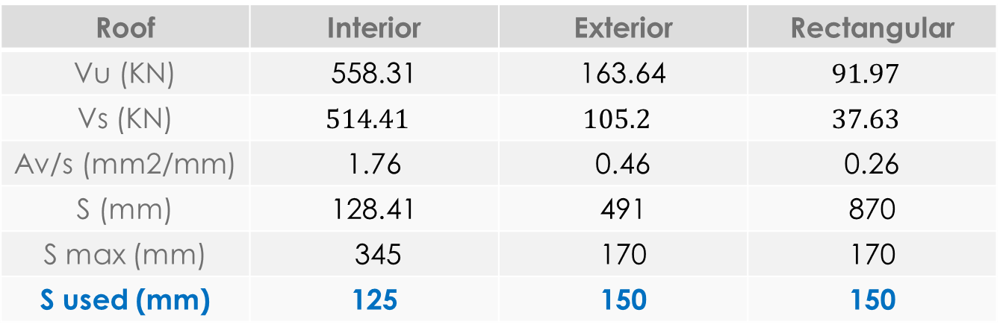 Roof Interior Exterior Rectangular
Vu (KN) 558.31 163.64 91.97
Vs (KN) 514.41 105.2 37.63
Av/s (mm2/mm) 1.76 0.46 0.26
S (mm) 128.41 491 870
S max (mm) 345 170 170
S used (mm) 125 150 150